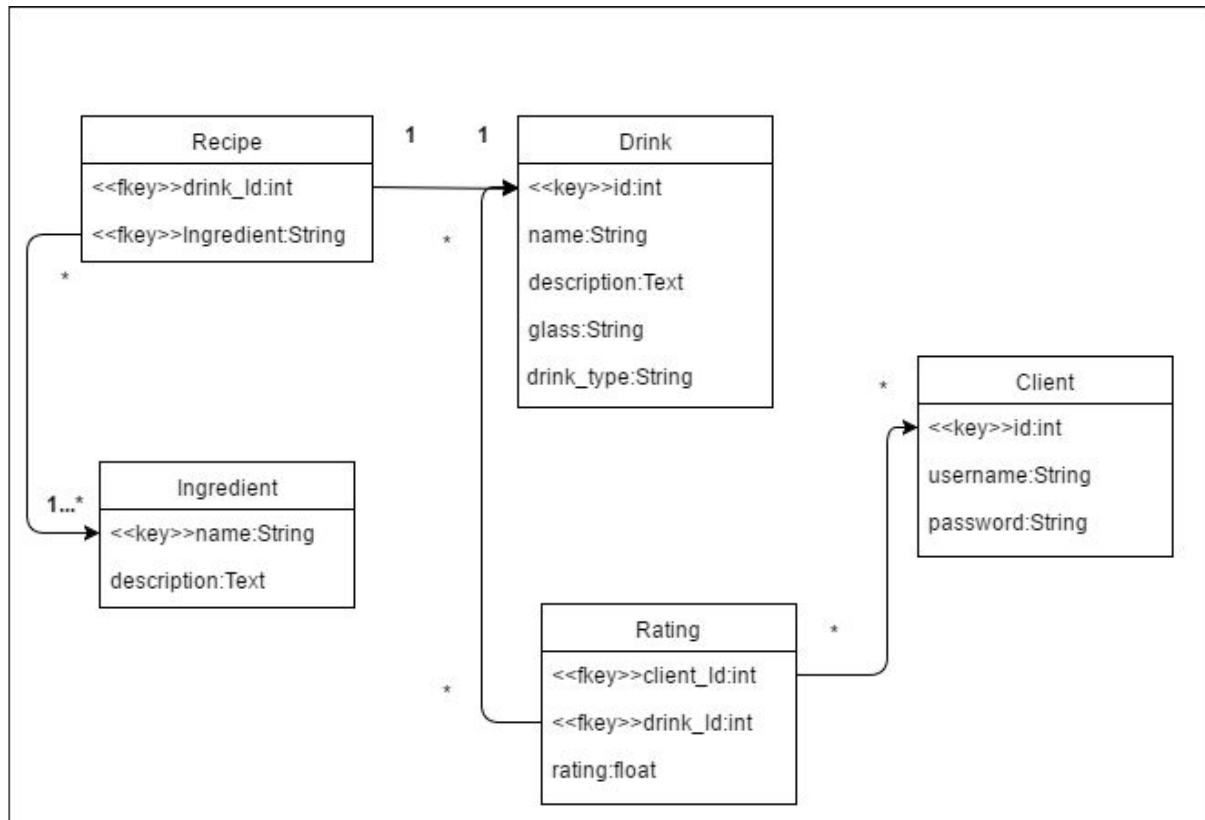 Recipe
<<fkey>>drink_Id:int
<<fkey>>Ingredient:String
*
1
1
Drink
<<key>>id:int
name:String
description:Text
glass:String
drink_type:String
*
1...*
Ingredient
<<key>>name:String
description:Text
*
Client
<<key>>id:int
username:String
password:String
Rating
<<fkey>>client_Id:int
<<fkey>>drink_Id:int
rating:float
*
*